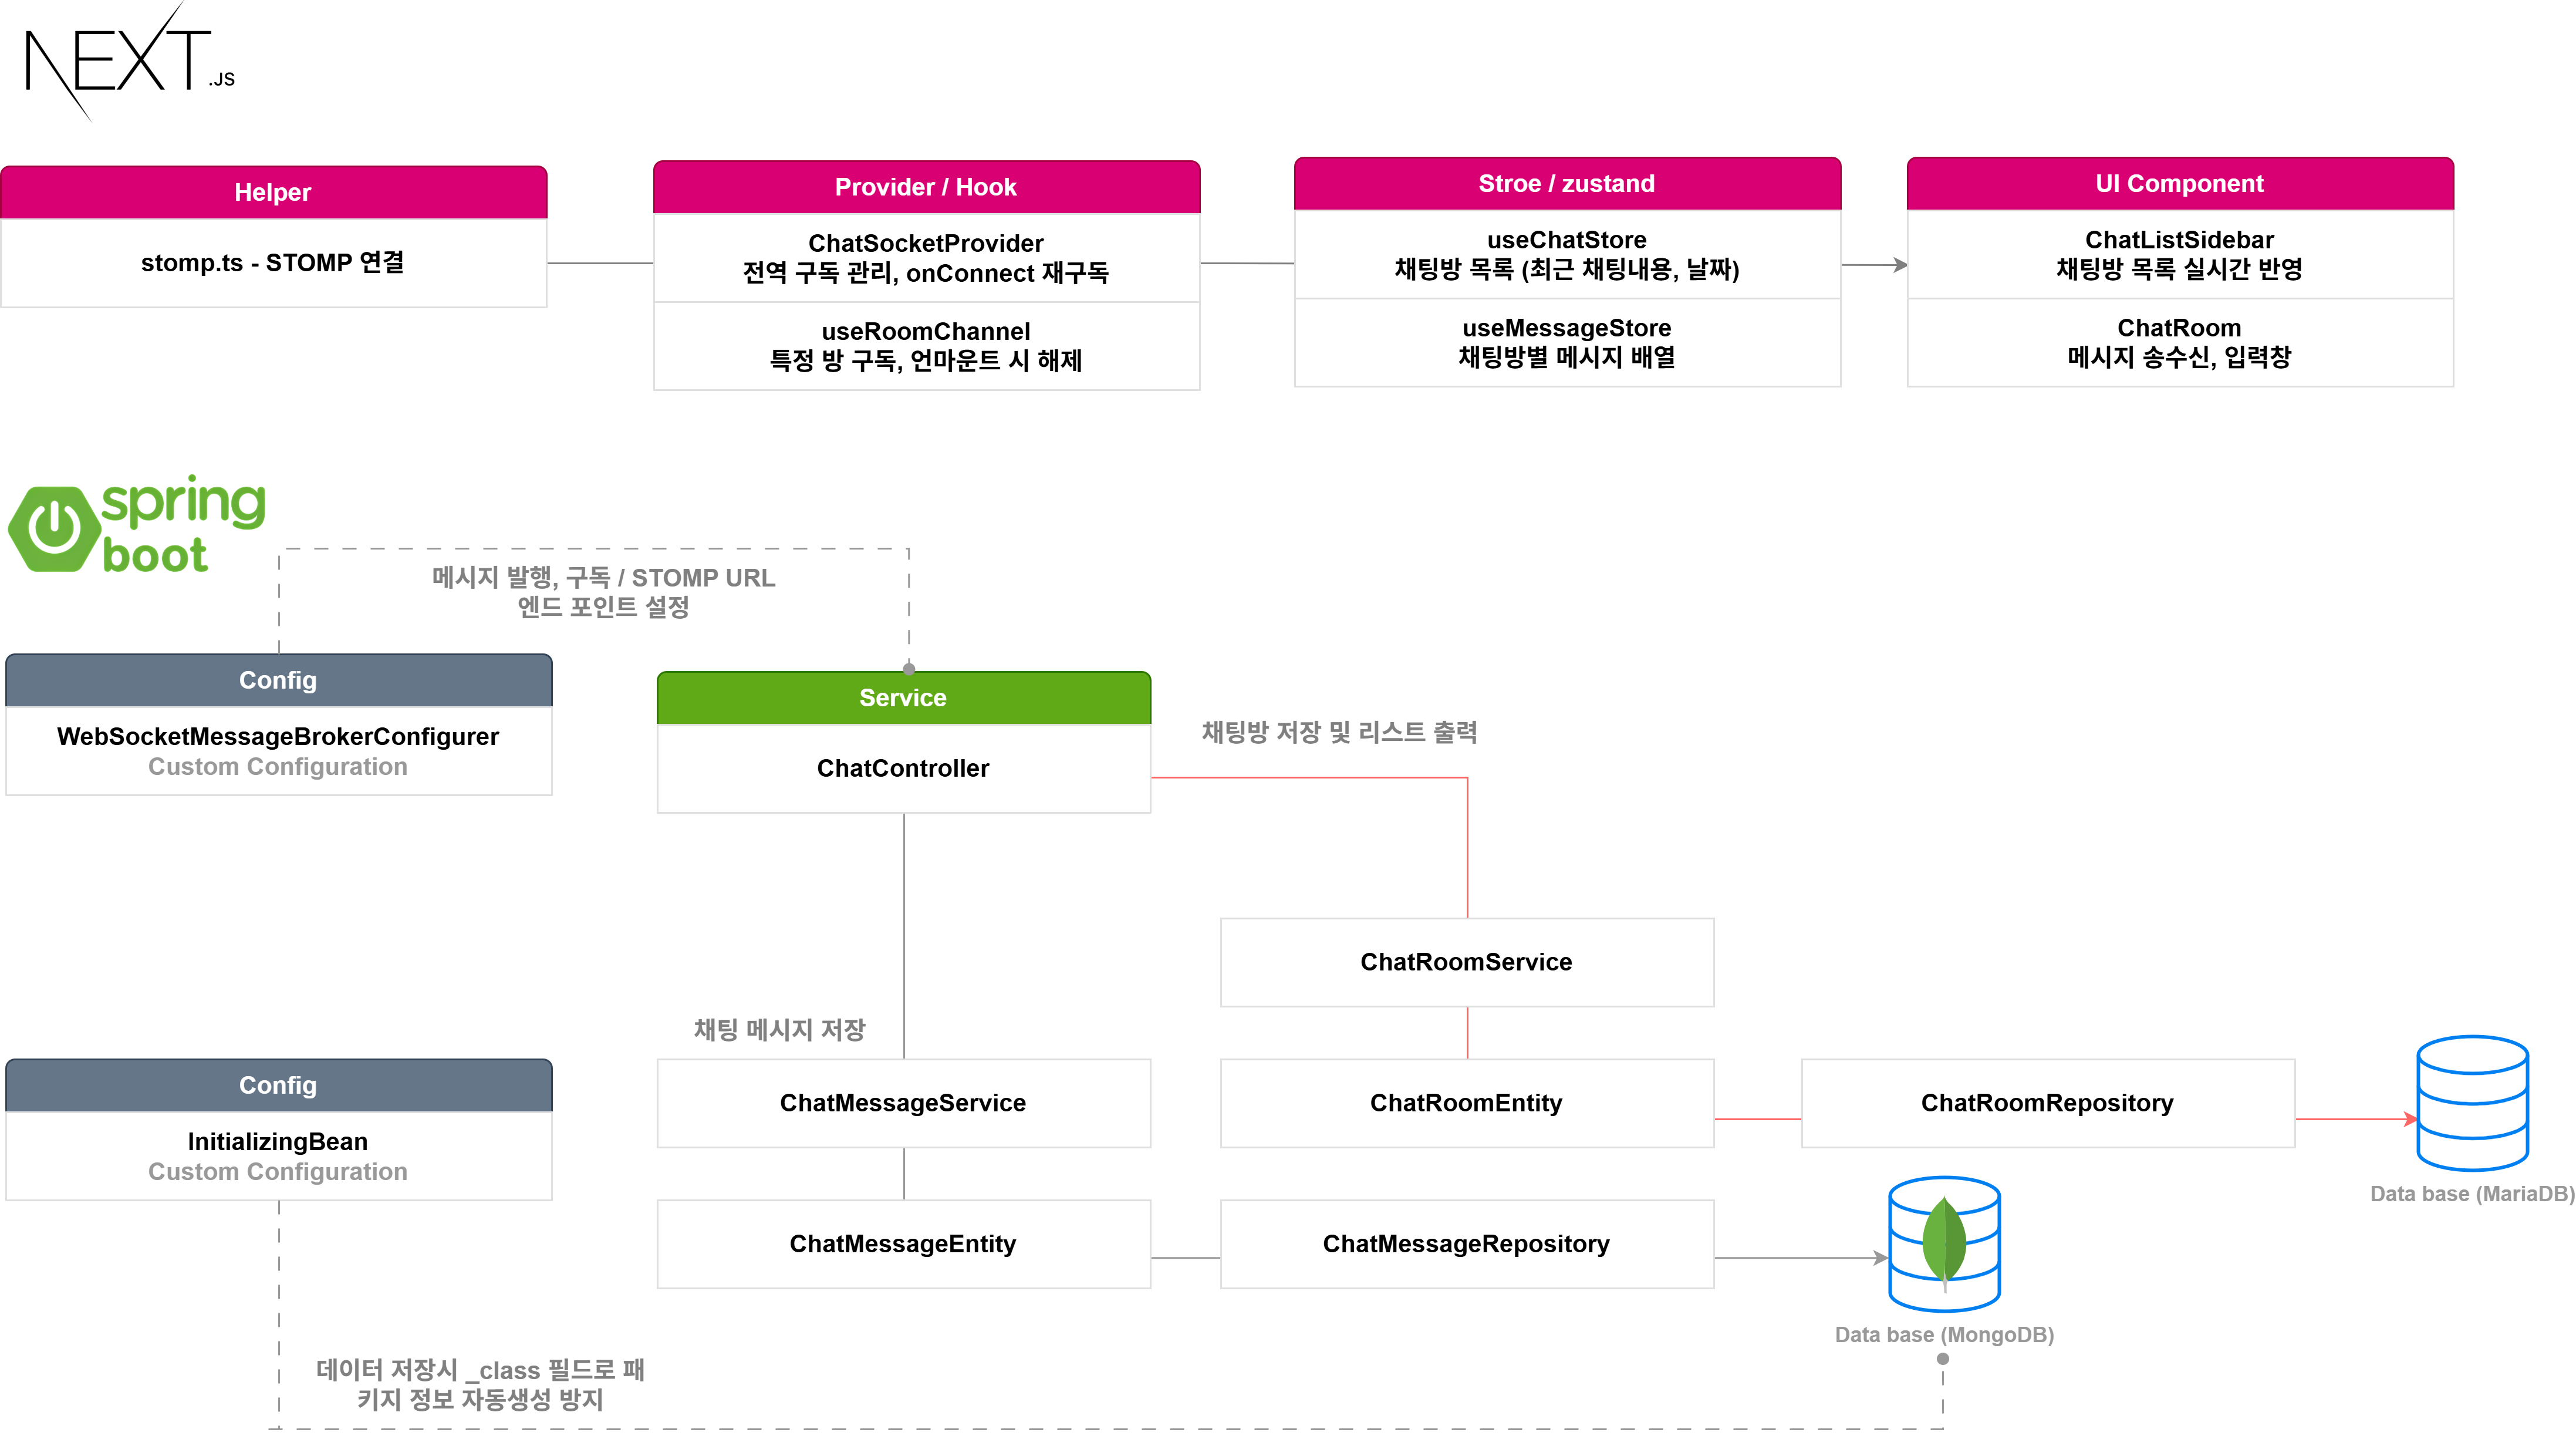 NEXT.JS
Helper
stomp.ts - STOMP 연결
Provider / Hook
ChatSocketProvider
전역 구독 관리, onConnect 재구독
useRoomChannel
특정 방 구독, 언마운트 시 해제
Stroe / zustand
useChatStore
채팅방 목록 (최근 채팅내용, 날짜)
useMessageStore
채팅방별 메시지 배열
UI Component
ChatListSidebar
채팅방 목록 실시간 반영
ChatRoom
메시지 송수신, 입력창
spring
boot
메시지 발행, 구독 / STOMP URL
엔드 포인트 설정
Config
WebSocketMessageBrokerConfigurer
Custom Configuration
Service
ChatController
채팅방 저장 및 리스트 출력
ChatRoomService
채팅 메시지 저장
Config
InitializingBean
Custom Configuration
ChatMessageService
ChatRoomEntity
ChatRoomRepository
Data base (MariaDB)
ChatMessageEntity
ChatMessageRepository
Data base (MongoDB)
데이터 저장시 _class 필드로 패
키지 정보 자동생성 방지